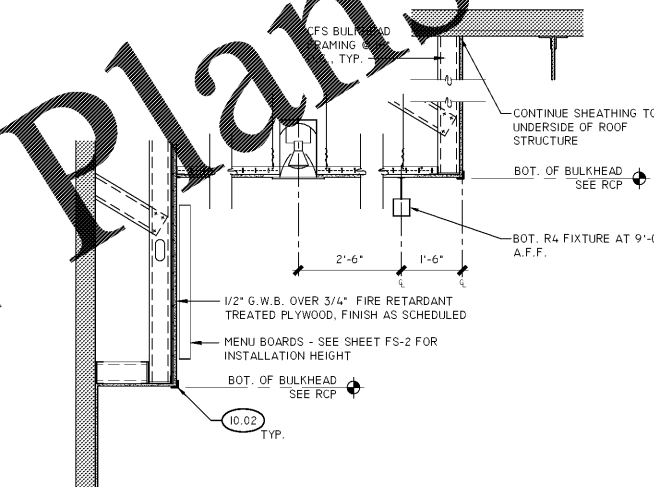 Plans
CFS BULKHEAD
FRAMING @
O.C., TYP.
CONTINUE SHEATHING TO
UNDERSIDE OF ROOF
STRUCTURE
BOT. OF BULKHEAD
SEE RCP
BOT. R4 FIXTURE AT 9'-0
A.F.F.
2'-6"
1'-6"
1/2" G.W.B. OVER 3/4" FIRE RETARDANT
TREATED PLYWOOD, FINISH AS SCHEDULED
MENU BOARDS - SEE SHEET FS-2 FOR
INSTALLATION HEIGHT
BOT. OF BULKHEAD
SEE RCP
10.02
TYP.